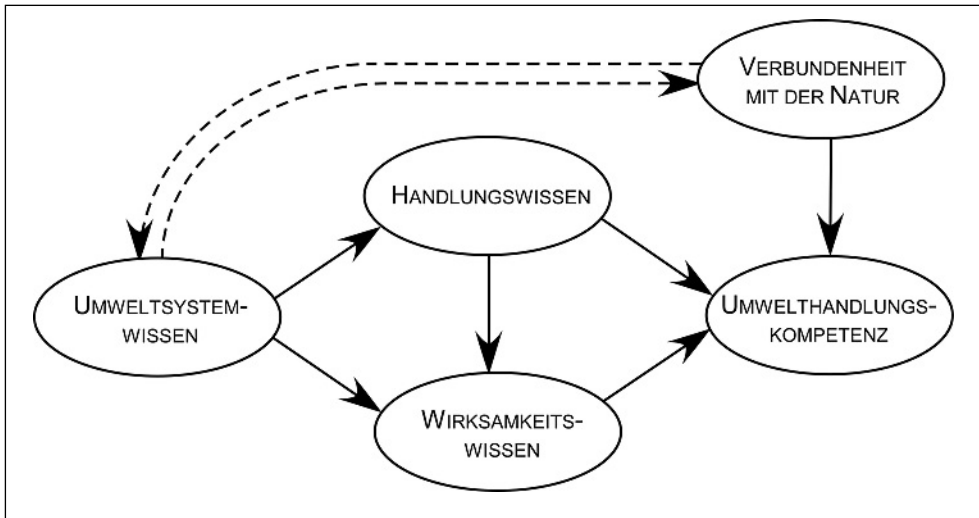 VERBUNDENHEIT
MIT DER NATUR
HANDLUNGSWISSEN
UMWELTSYSTEM-
WISSEN
UMWELTHANDLUNGS-
KOMPETENZ
WIRKSAMKEITS-
WISSEN